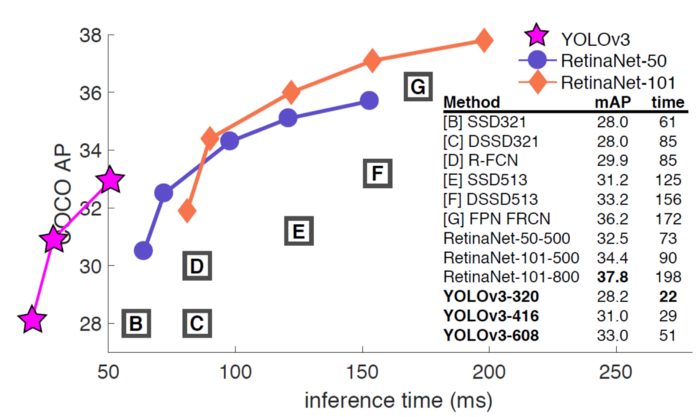 38
36
34
32
30
28
COCO AP
50
100
150
200
250
inference time (ms)
B
C
D
E
F
G
YOLOv3
RetinaNet-50
RetinaNet-101
Method mAP time
[B] SSD321 28.0 61
[C] DSSD321 28.0 85
[D] R-FCN 29.9 85
[E] SSD513 31.2 125
[F] DSSD513 33.2 156
[G] FPN FRCN 36.2 172
RetinaNet-50-500 32.5 73
RetinaNet-101-500 34.4 90
RetinaNet-101-800 37.8 198
YOLOv3-320 28.2 22
YOLOv3-416 31.0 29
YOLOv3-608 33.0 51